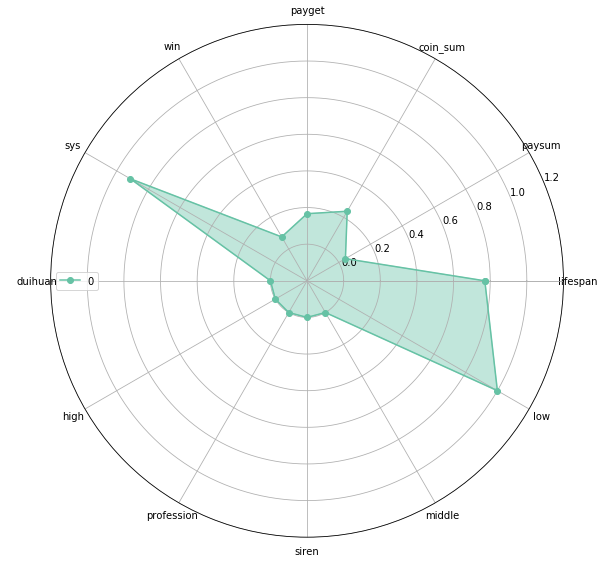 payget
win
coin_sum
sys
paysum
1.2
1.0
0.8
0.6
0.4
0.2
0.0
duihuan
0
lifespan
high
low
profession
middle
siren